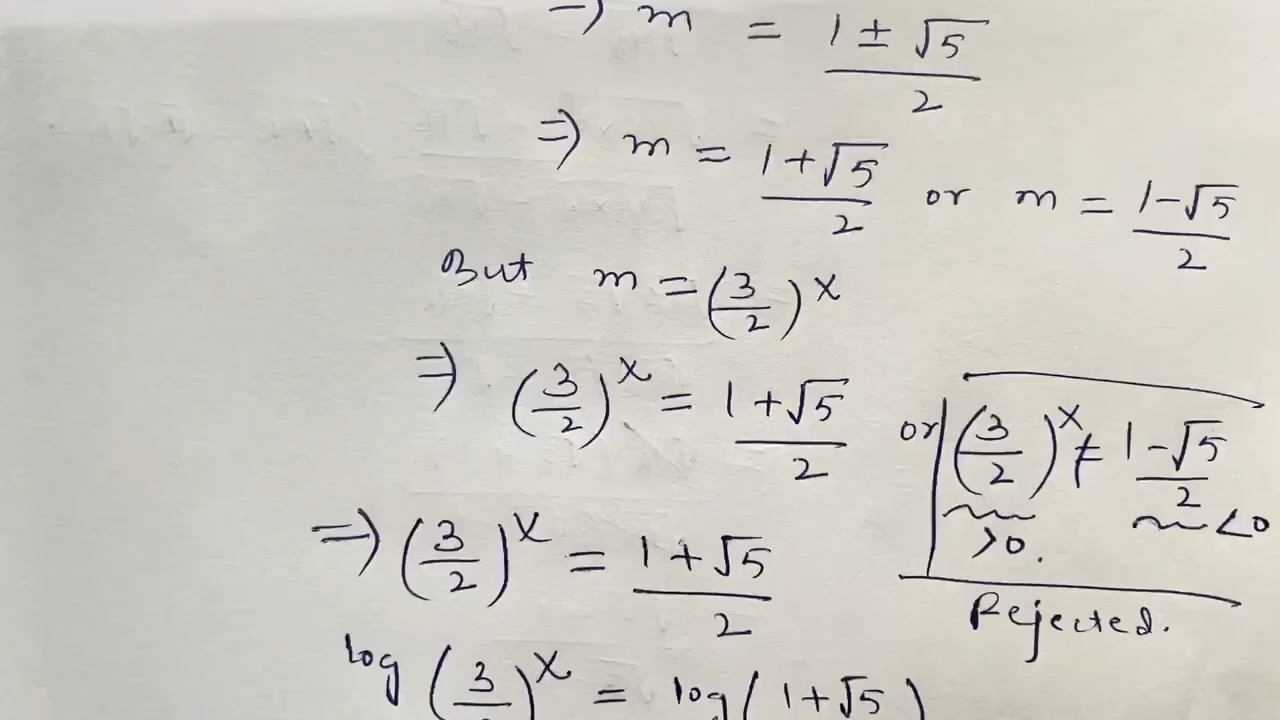 => m = (1 ± √5)/2
=> m = (1 + √5)/2 or m = (1 - √5)/2
But m = (3/2)^x
=> (3/2)^x = (1 + √5)/2 or (3/2)^x ≠ (1 - √5)/2
>0. <0
=> (3/2)^x = (1 + √5)/2
Rejected.
log (3/2)^x = log(1 + √5)